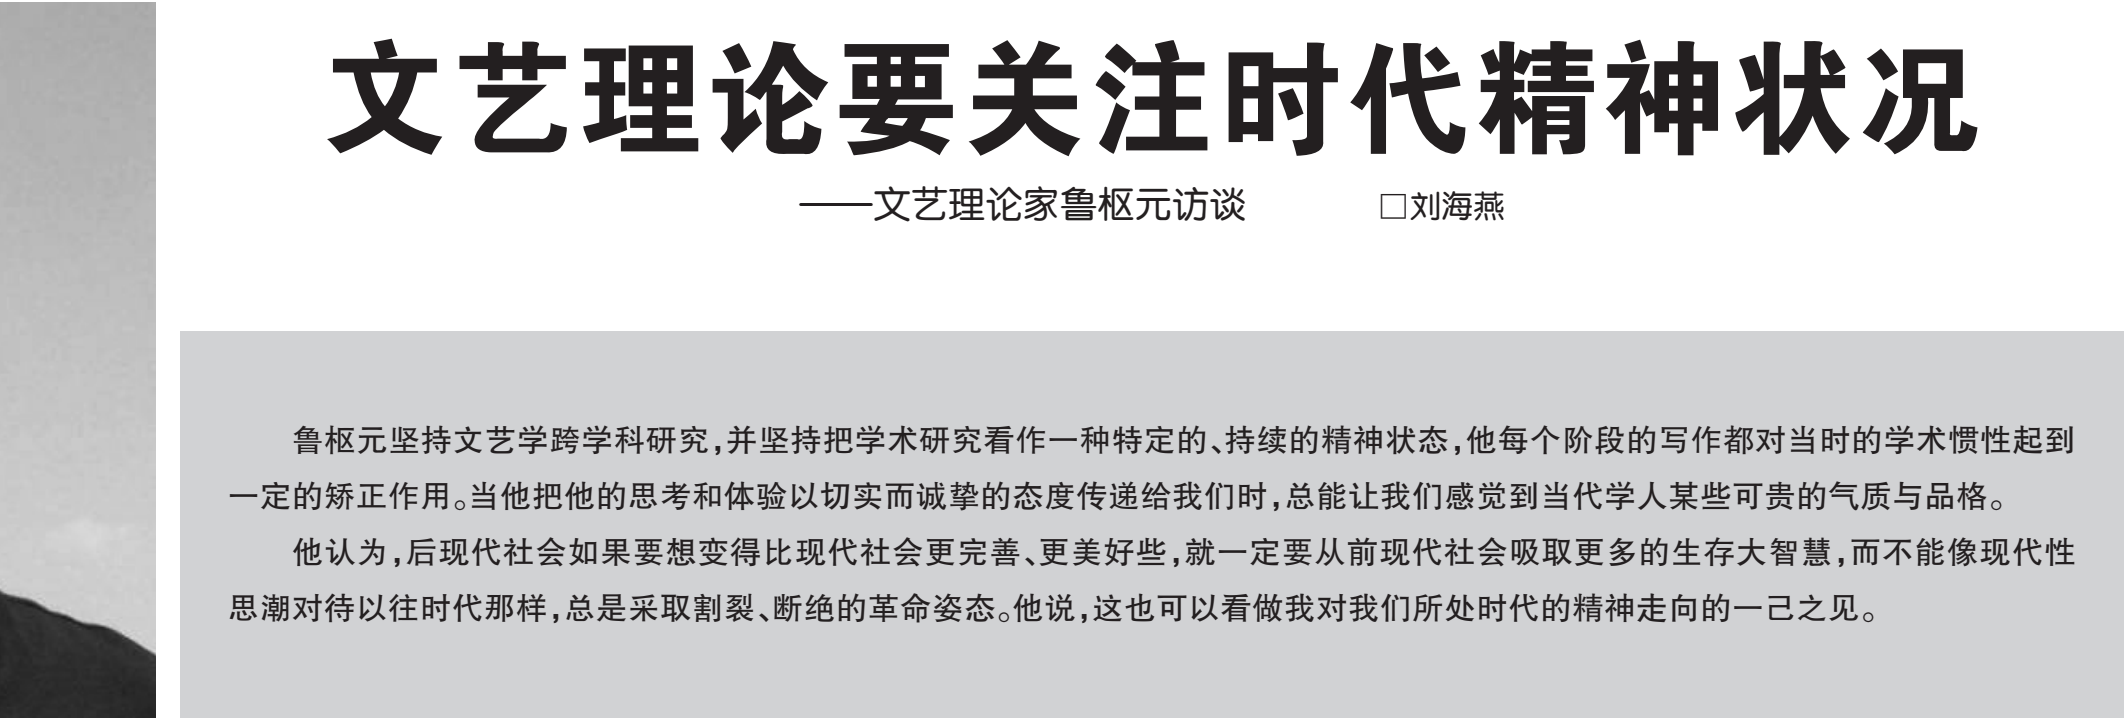 文艺理论要关注时代精神状况
——文艺理论家鲁枢元访谈 □刘海燕
鲁枢元坚持文艺学跨学科研究,并坚持把学术研究看作一种特定的、持续的精神状态,他每个阶段的写作都对当时的学术惯性起到
一定的矫正作用。当他把他的思考和体验以切实而诚挚的态度传递给我们时,总能让我们感觉到当代学人某些可贵的气质与品格。
他认为,后现代社会如果要想变得比现代社会更完善、更美好些,就一定要从前现代社会吸取更多的生存大智慧,而不能像现代性
思潮对待以往时代那样,总是采取割裂、断绝的革命姿态。他说,这也可以看做我对我们所处时代的精神走向的一己之见。